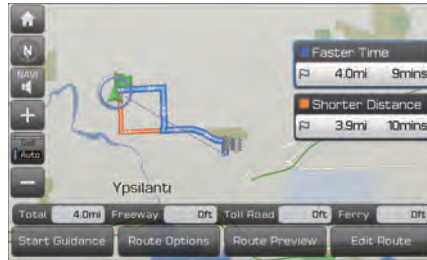 N
Faster Time
NAVI
4.0mi 9mins
Shorter Distance
3.9mi 10mins
Auto
Ypsilanti
Total 4.0mi Freeway 0ft Toll Road 0ft Ferry 0ft
Start Guidance Route Options Route Preview Edit Route